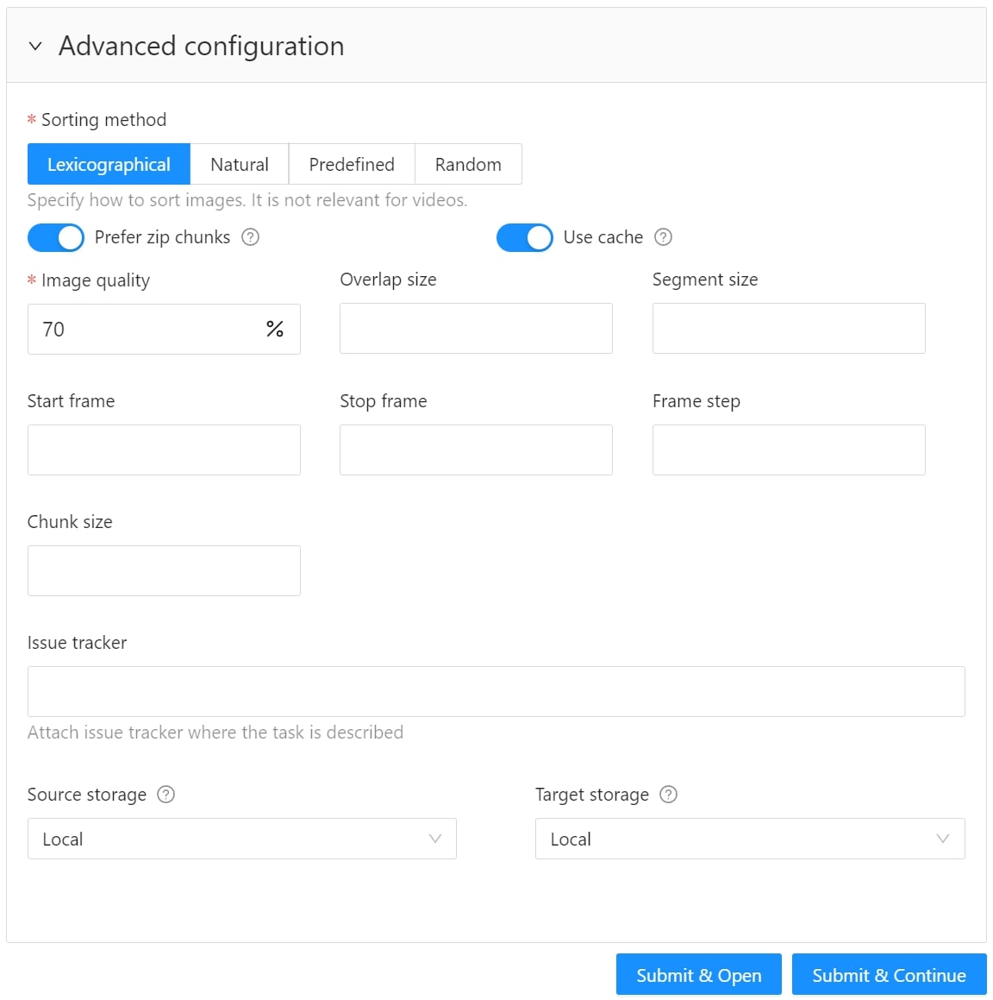 Advanced configuration
* Sorting method
Lexicographical Natural Predefined Random
Specify how to sort images. It is not relevant for videos.
Prefer zip chunks ? Use cache ?
* Image quality Overlap size Segment size
70 %
Start frame Stop frame Frame step
Chunk size
Issue tracker
Attach issue tracker where the task is described
Source storage ? Target storage ?
Local Local
Submit & Open Submit & Continue